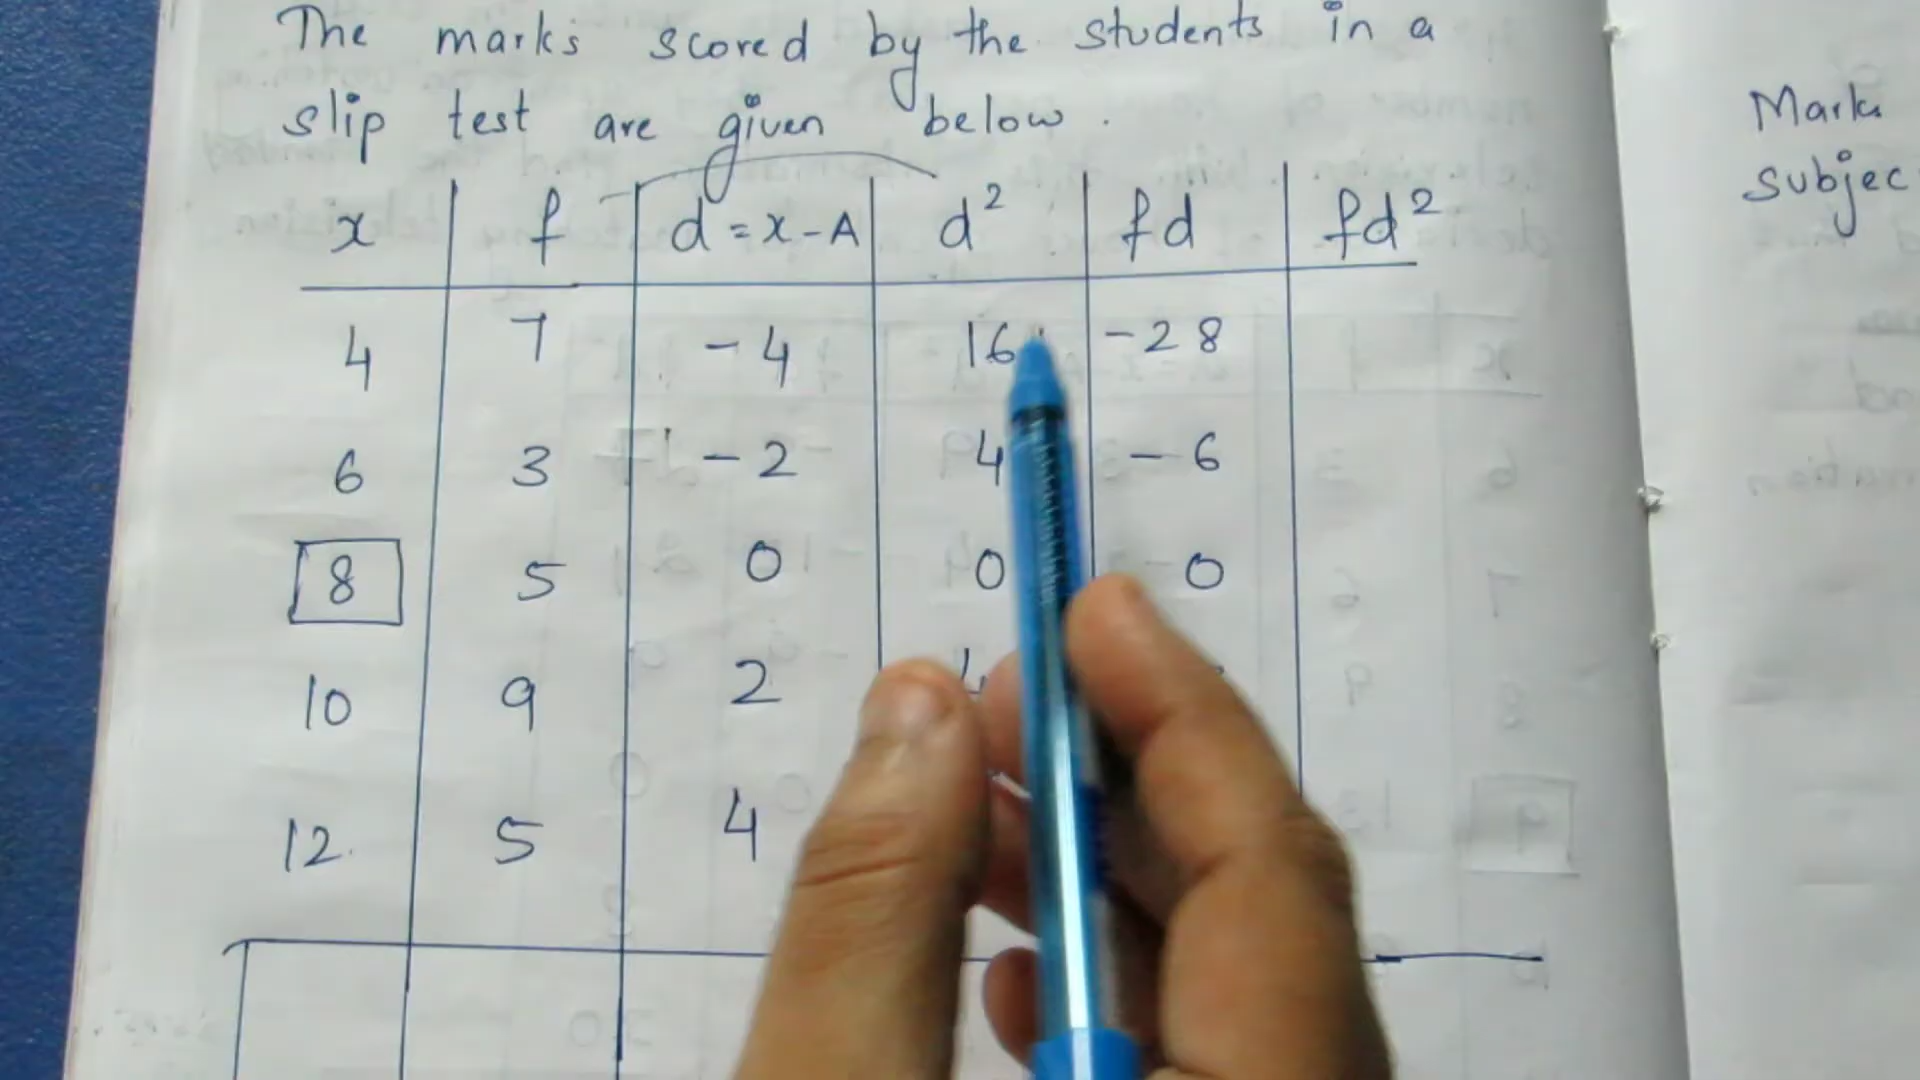 The marks scored by the students in a
slip test are given below.
x f d = x - A d² fd fd²
4 7 - 4 16 - 28
6 3 - 2 4 - 6
8 5 0 0 0
10 9 2 4
12. 5 4
Marks
subjec